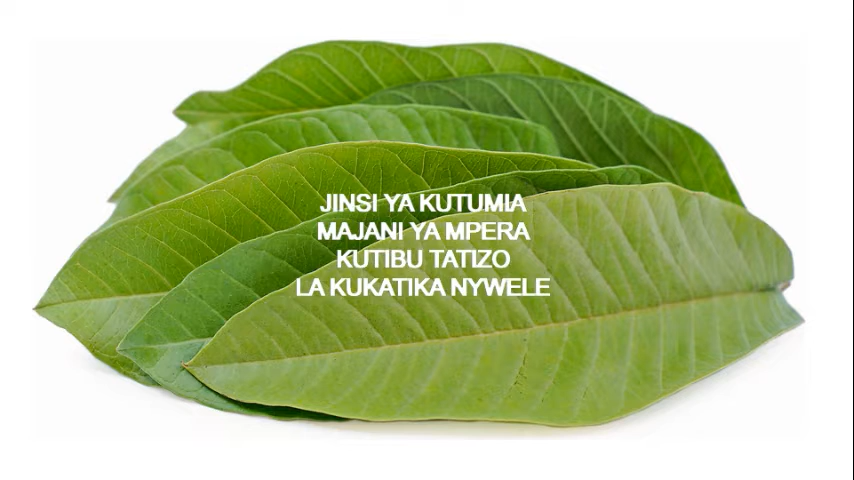 JINSI YA KUTUMIA
MAJANI YA MPERA
KUTIBU TATIZO
LA KUKATIKA NYWELE